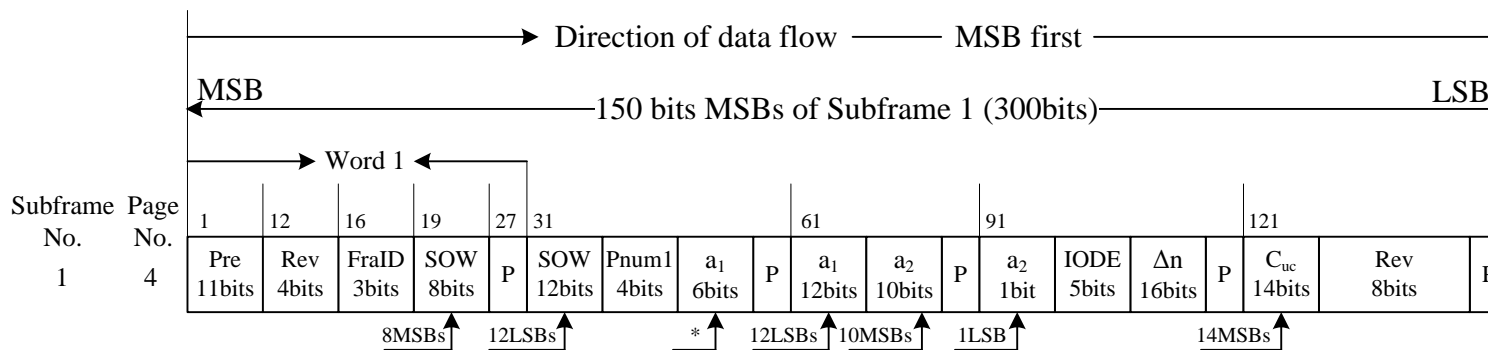 Direction of data flow MSB first
MSB LSB
150 bits MSBs of Subframe 1 (300bits)
Word 1
Subframe No. 1
Page No. 4
1 12 16 19 27 31 61 91 121
Pre 11bits
Rev 4bits
FraID 3bits
SOW 8bits
P
SOW 12bits
Pnum1 4bits
a₁ 6bits
P
a₁ 12bits
a₂ 10bits
P
a₂ 1bit
IODE 5bits
Δn 16bits
P
Cuc 14bits
Rev 8bits
8MSBs 12LSBs * 12LSBs 10MSBs 1LSB 14MSBs